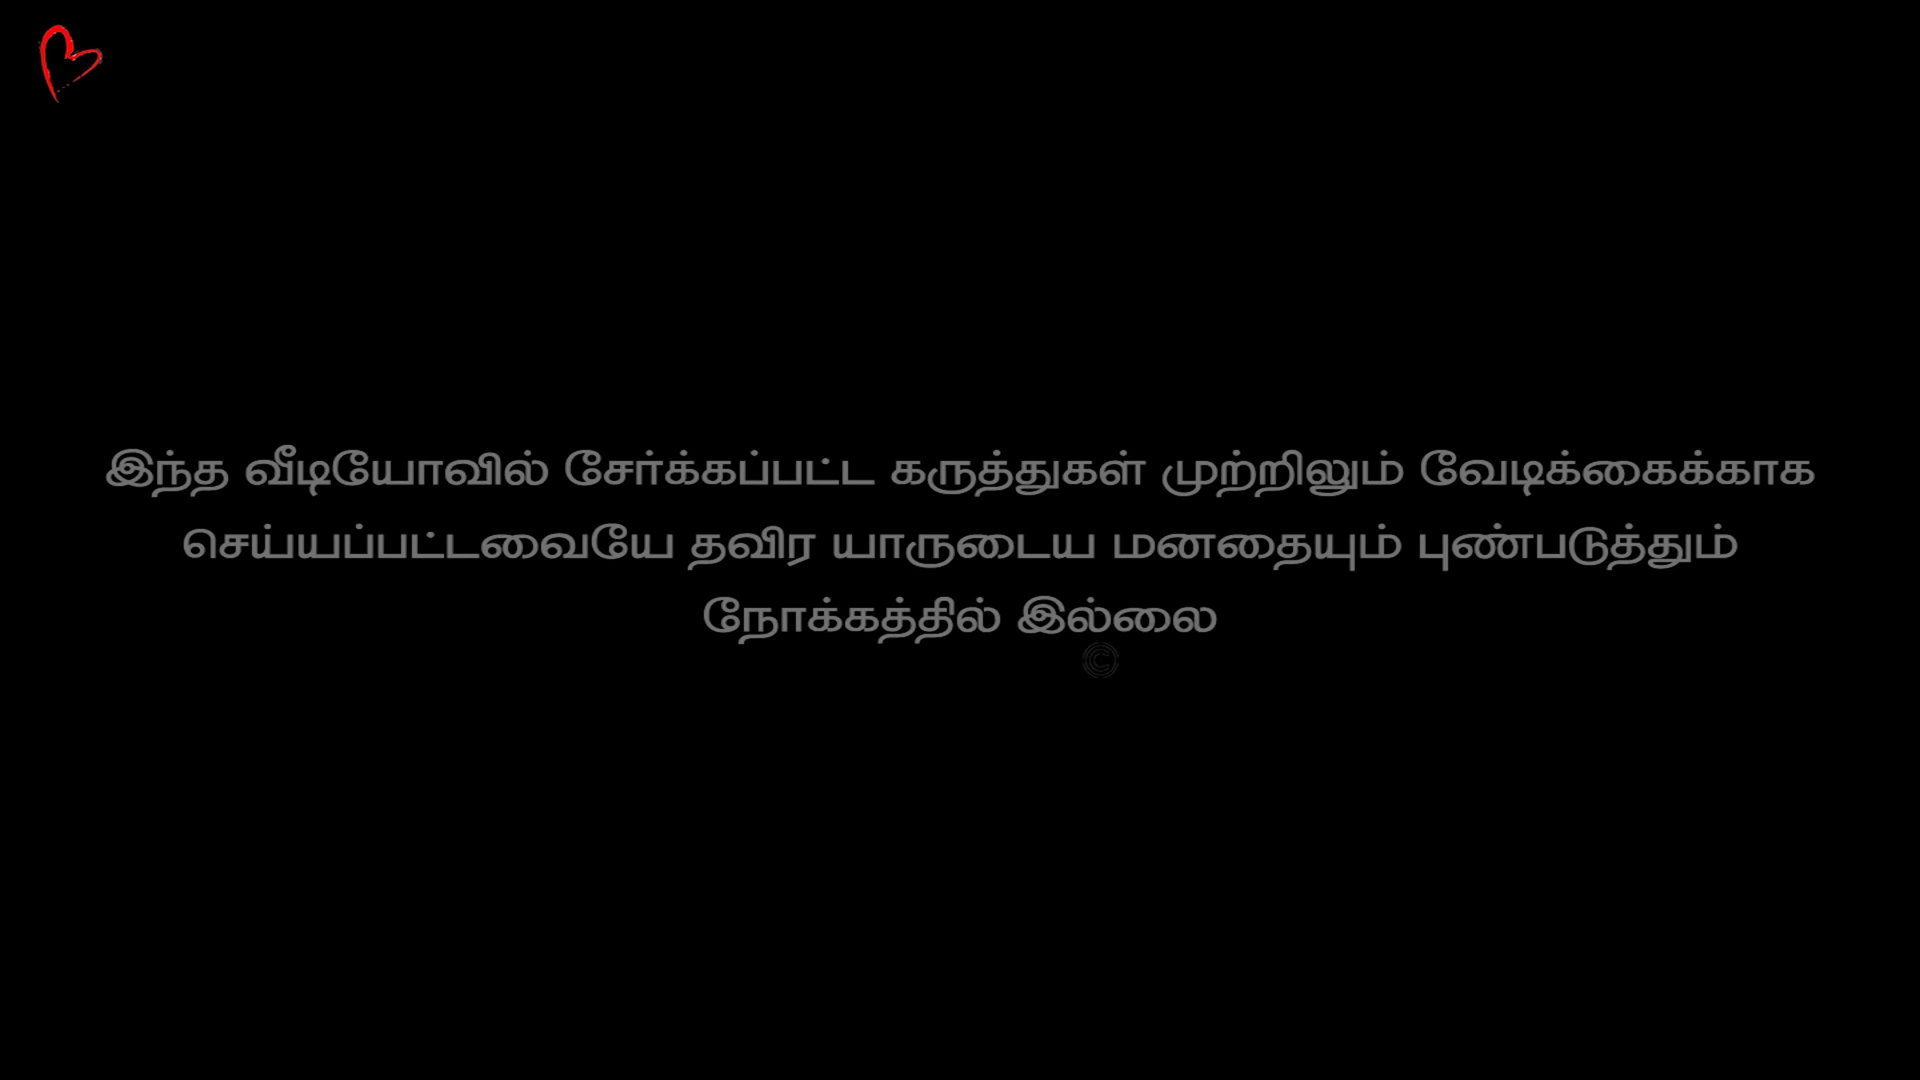 இந்த வீடியோவில் சேர்க்கப்பட்ட கருத்துகள் முற்றிலும் வேடிக்கைக்காக
செய்யப்பட்டவையே தவிர யாருடைய மனதையும் புண்படுத்தும்
நோக்கத்தில் இல்லை
©